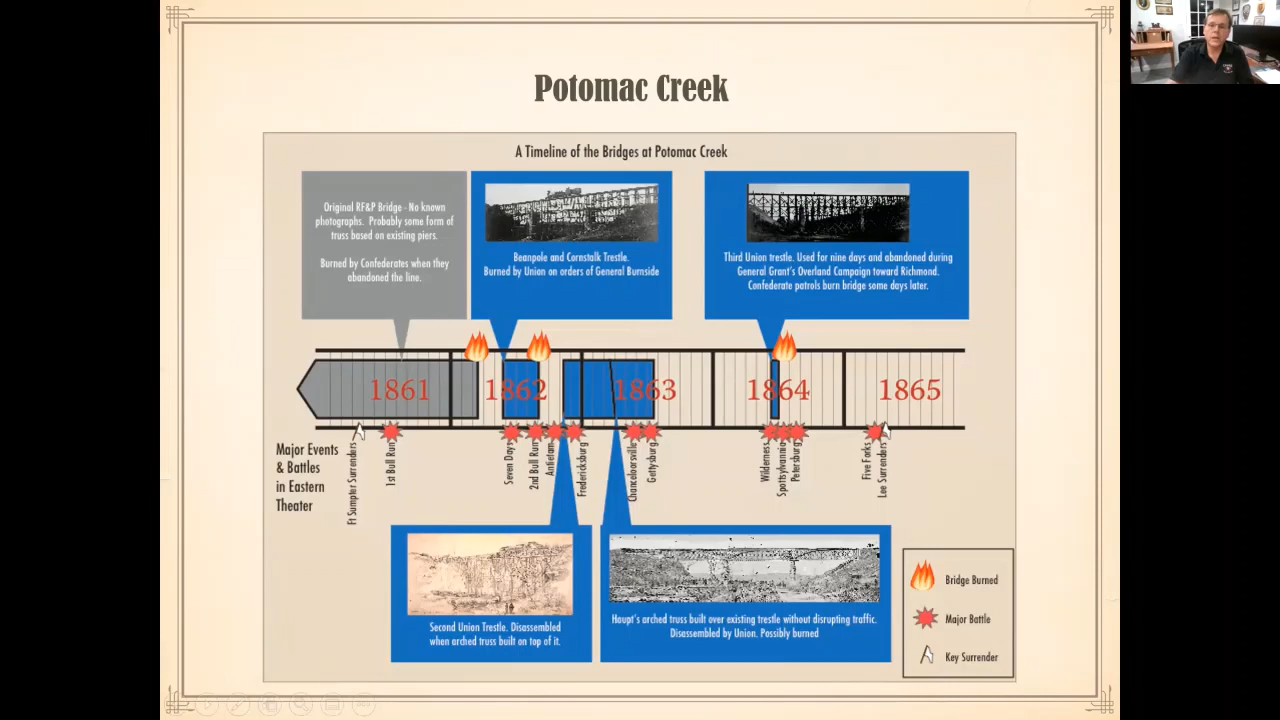 Potomac Creek
A Timeline of the Bridges at Potomac Creek
Original RF&P Bridge - No known
photographs. Probably some form of
truss based on existing piers.
Burned by Confederates when they
abandoned the line.
Beanpole and Cornstalk Trestle.
Burned by Union on orders of General Burnside
Third Union trestle. Used for nine days and abandoned during
General Grant's Overland Campaign toward Richmond.
Confederate patrols burn bridge some days later.
1861
1862
1863
1864
1865
Major Events
& Battles
in Eastern
Theater
Ft Sumpter Surrenders
1st Bull Run
Seven Days
2nd Bull Run
Antietam
Fredericksburg
Chancelorsville
Gettysburg
Wilderness
Spotsylvania
Petersburg
Five Forks
Lee Surrenders
Second Union Trestle. Disassembled
when arched truss built on top of it.
Haupt's arched truss built over existing trestle without disrupting traffic.
Disassembled by Union. Possibly burned
Bridge Burned
Major Battle
Key Surrender